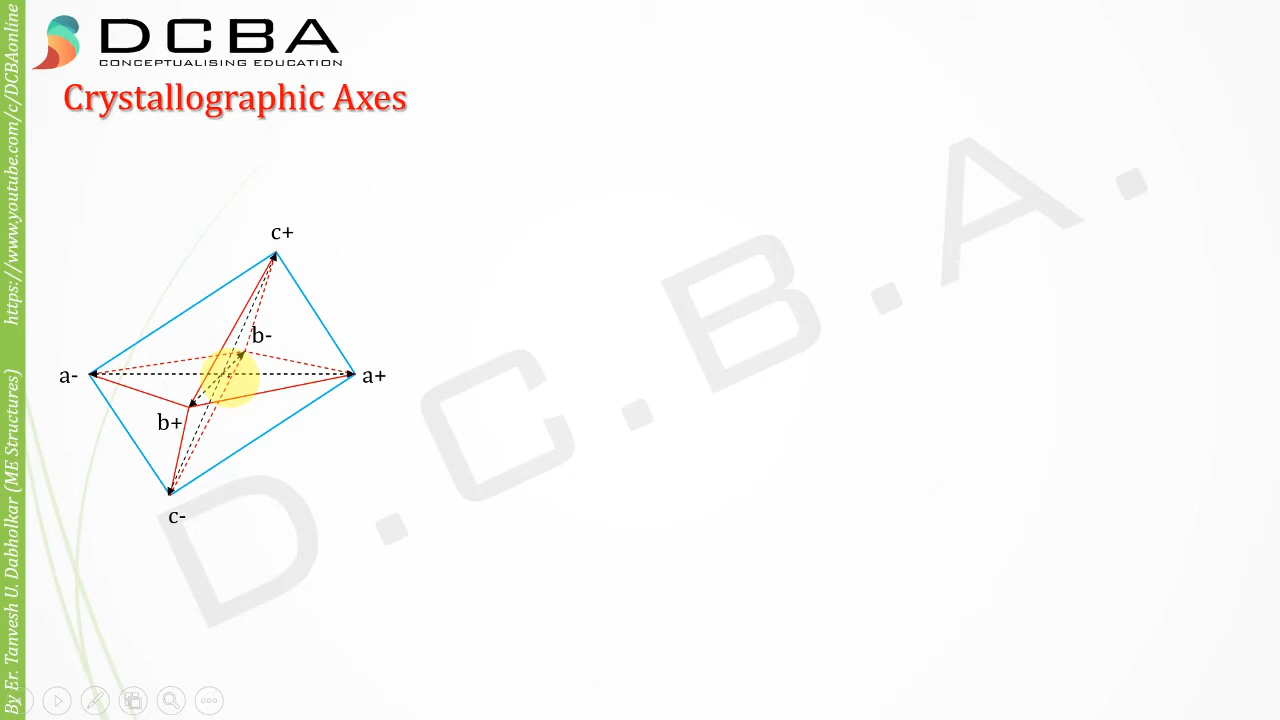 DCBA
CONCEPTUALISING EDUCATION
Crystallographic Axes
c+
b-
a-
a+
b+
c-
D.C.B.A.
By Er. Tanvesh U. Dabholkar (ME Structures) https://www.youtube.com/c/DCBAonline